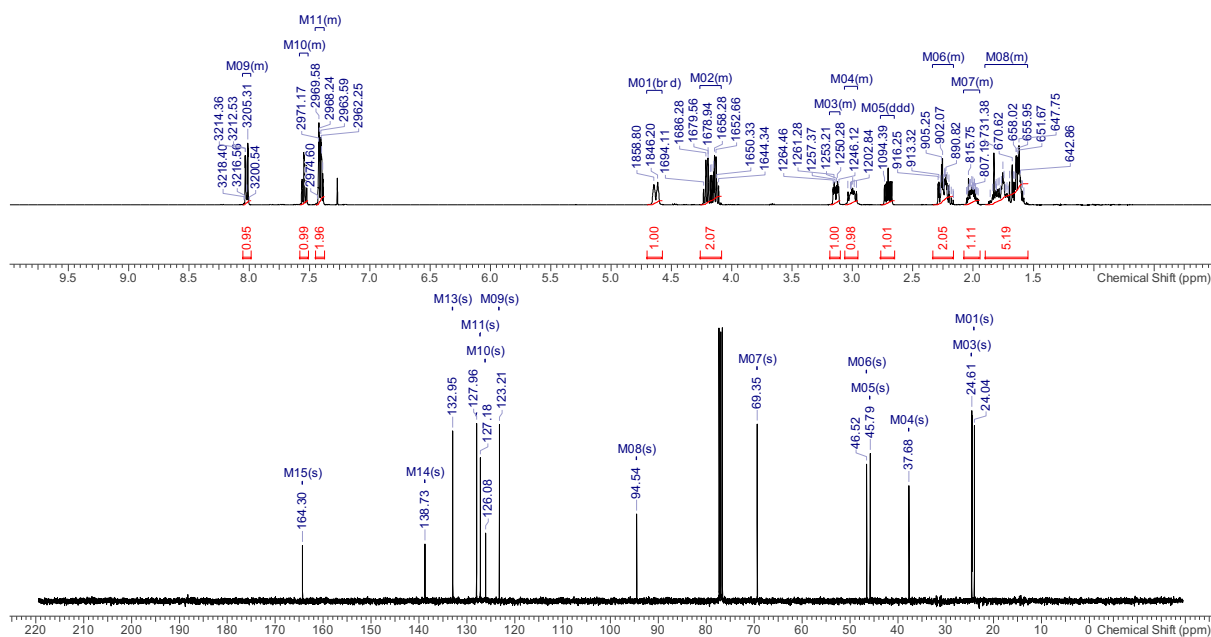 M11(m)
M10(m)
M09(m)
3218.40
3216.56
3214.36
3212.53
3205.31
3200.54
2974.60
2971.17
2969.58
2968.24
2963.59
2962.25
M01(br d)
M02(m)
M04(m)
M03(m)
M05(ddd)
M06(m)
M07(m)
M08(m)
1858.80
1846.20
1694.11
1686.28
1679.56
1678.94
1658.28
1652.66
1650.33
1644.34
1264.46
1261.28
1257.37
1253.21
1250.28
1246.12
1202.84
1094.39
916.25
913.32
905.25
902.07
890.82
815.75
807.19
731.38
670.62
658.02
655.95
651.67
647.75
642.86
0.95
0.99
1.96
1.00
2.07
1.00
0.98
1.01
2.05
1.11
5.19
9.5 9.0 8.5 8.0 7.5 7.0 6.5 6.0 5.5 5.0 4.5 4.0 3.5 3.0 2.5 2.0 1.5
Chemical Shift (ppm)
M13(s) M09(s)
M11(s)
M10(s)
M15(s)
M14(s)
M08(s)
M07(s)
M06(s)
M05(s)
M04(s)
M01(s)
M03(s)
164.30
138.73
132.95
127.96
127.18
126.08
123.21
94.54
69.35
46.52
45.79
37.68
24.61
24.04
220 210 200 190 180 170 160 150 140 130 120 110 100 90 80 70 60 50 40 30 20 10 0
Chemical Shift (ppm)